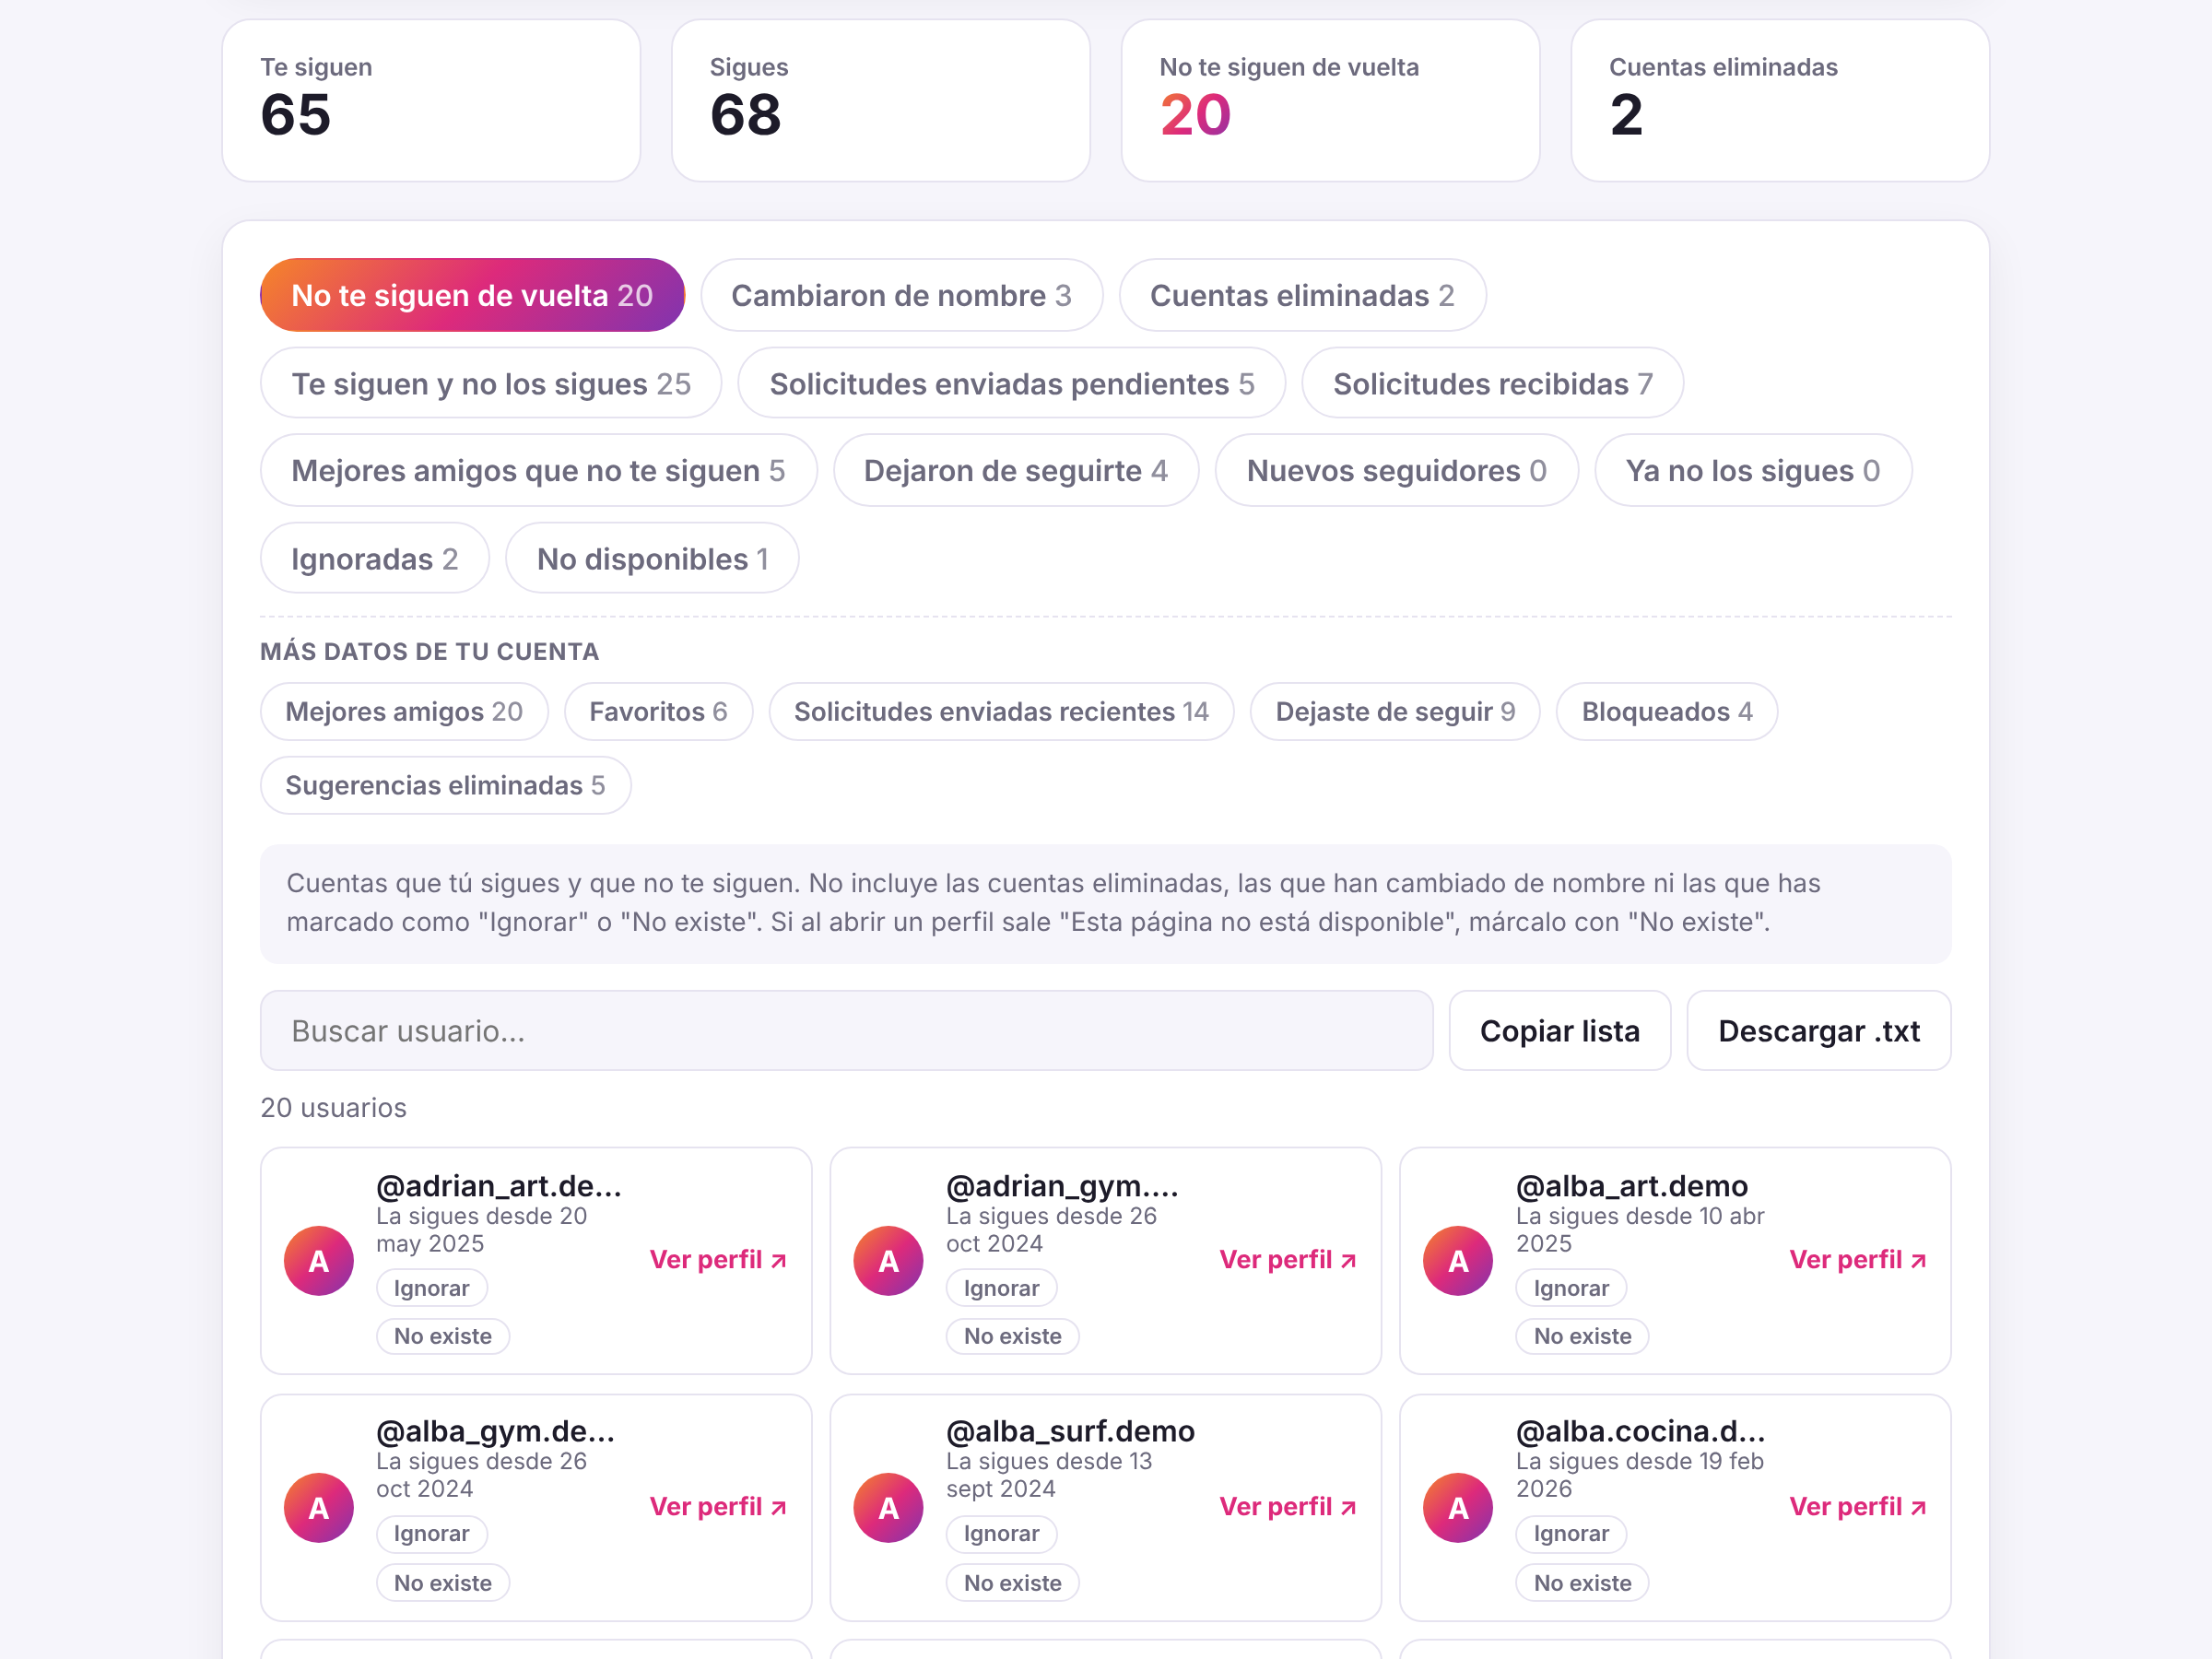 Te siguen
65
Sigues
68
No te siguen de vuelta
20
Cuentas eliminadas
2
No te siguen de vuelta 20
Cambiaron de nombre 3
Cuentas eliminadas 2
Te siguen y no los sigues 25
Solicitudes enviadas pendientes 5
Solicitudes recibidas 7
Mejores amigos que no te siguen 5
Dejaron de seguirte 4
Nuevos seguidores 0
Ya no los sigues 0
Ignoradas 2
No disponibles 1
MÁS DATOS DE TU CUENTA
Mejores amigos 20
Favoritos 6
Solicitudes enviadas recientes 14
Dejaste de seguir 9
Bloqueados 4
Sugerencias eliminadas 5
Cuentas que tú sigues y que no te siguen. No incluye las cuentas eliminadas, las que han cambiado de nombre ni las que has
marcado como "Ignorar" o "No existe". Si al abrir un perfil sale "Esta página no está disponible", márcalo con "No existe".
Buscar usuario...
Copiar lista
Descargar .txt
20 usuarios
A
@adrian_art.de...
La sigues desde 20
may 2025
Ignorar
No existe
Ver perfil ↗
A
@adrian_gym....
La sigues desde 26
oct 2024
Ignorar
No existe
Ver perfil ↗
A
@alba_art.demo
La sigues desde 10 abr
2025
Ignorar
No existe
Ver perfil ↗
A
@alba_gym.de...
La sigues desde 26
oct 2024
Ignorar
No existe
Ver perfil ↗
A
@alba_surf.demo
La sigues desde 13
sept 2024
Ignorar
No existe
Ver perfil ↗
A
@alba.cocina.d...
La sigues desde 19 feb
2026
Ignorar
No existe
Ver perfil ↗